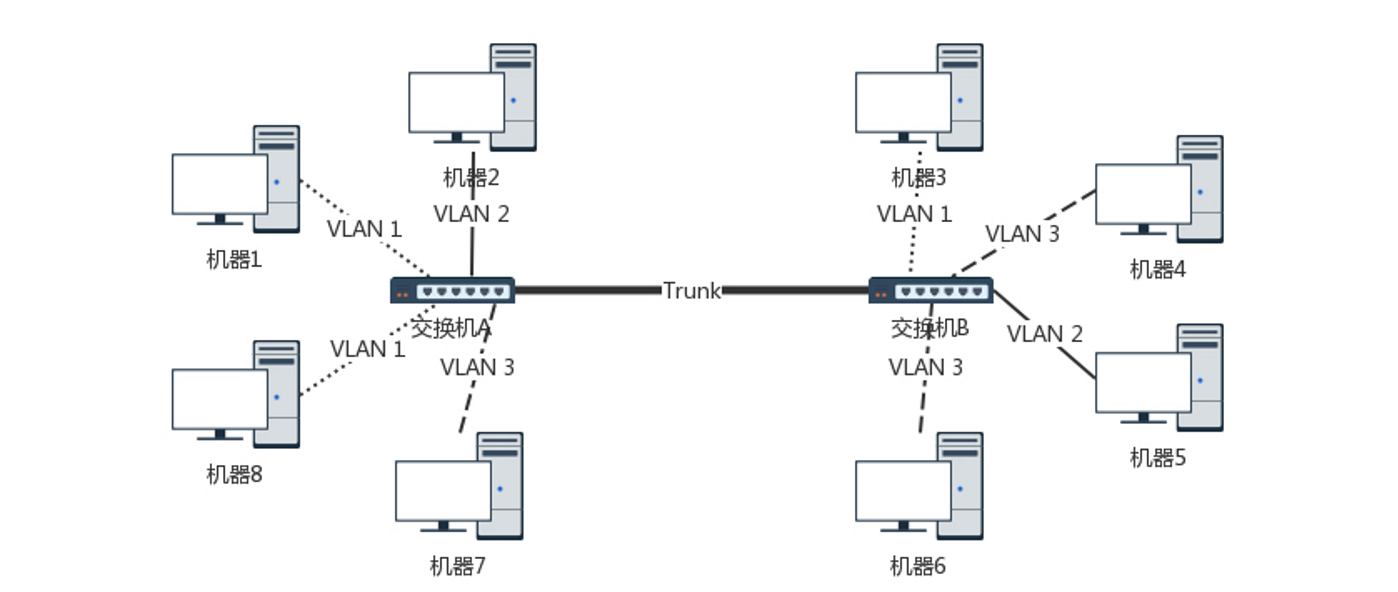 机器2
机器3
VLAN 2
VLAN 1
VLAN 1
VLAN 3
机器1
机器4
Trunk
交换机A
交换机B
VLAN 2
VLAN 1
VLAN 3
VLAN 3
机器5
机器8
机器7
机器6